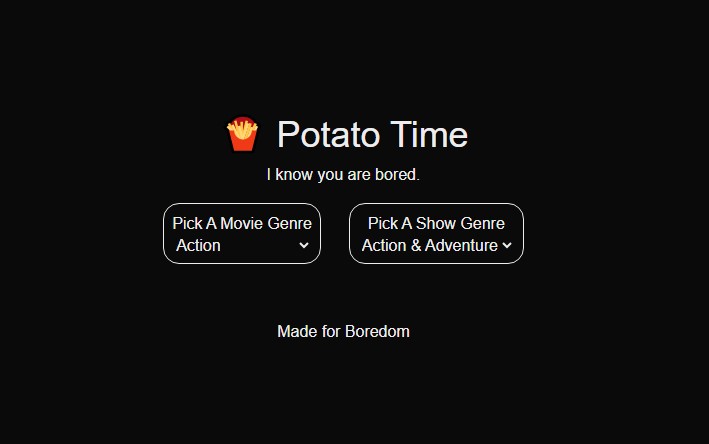 Potato Time
I know you are bored.
Pick A Movie Genre
Action
Pick A Show Genre
Action & Adventure
Made for Boredom